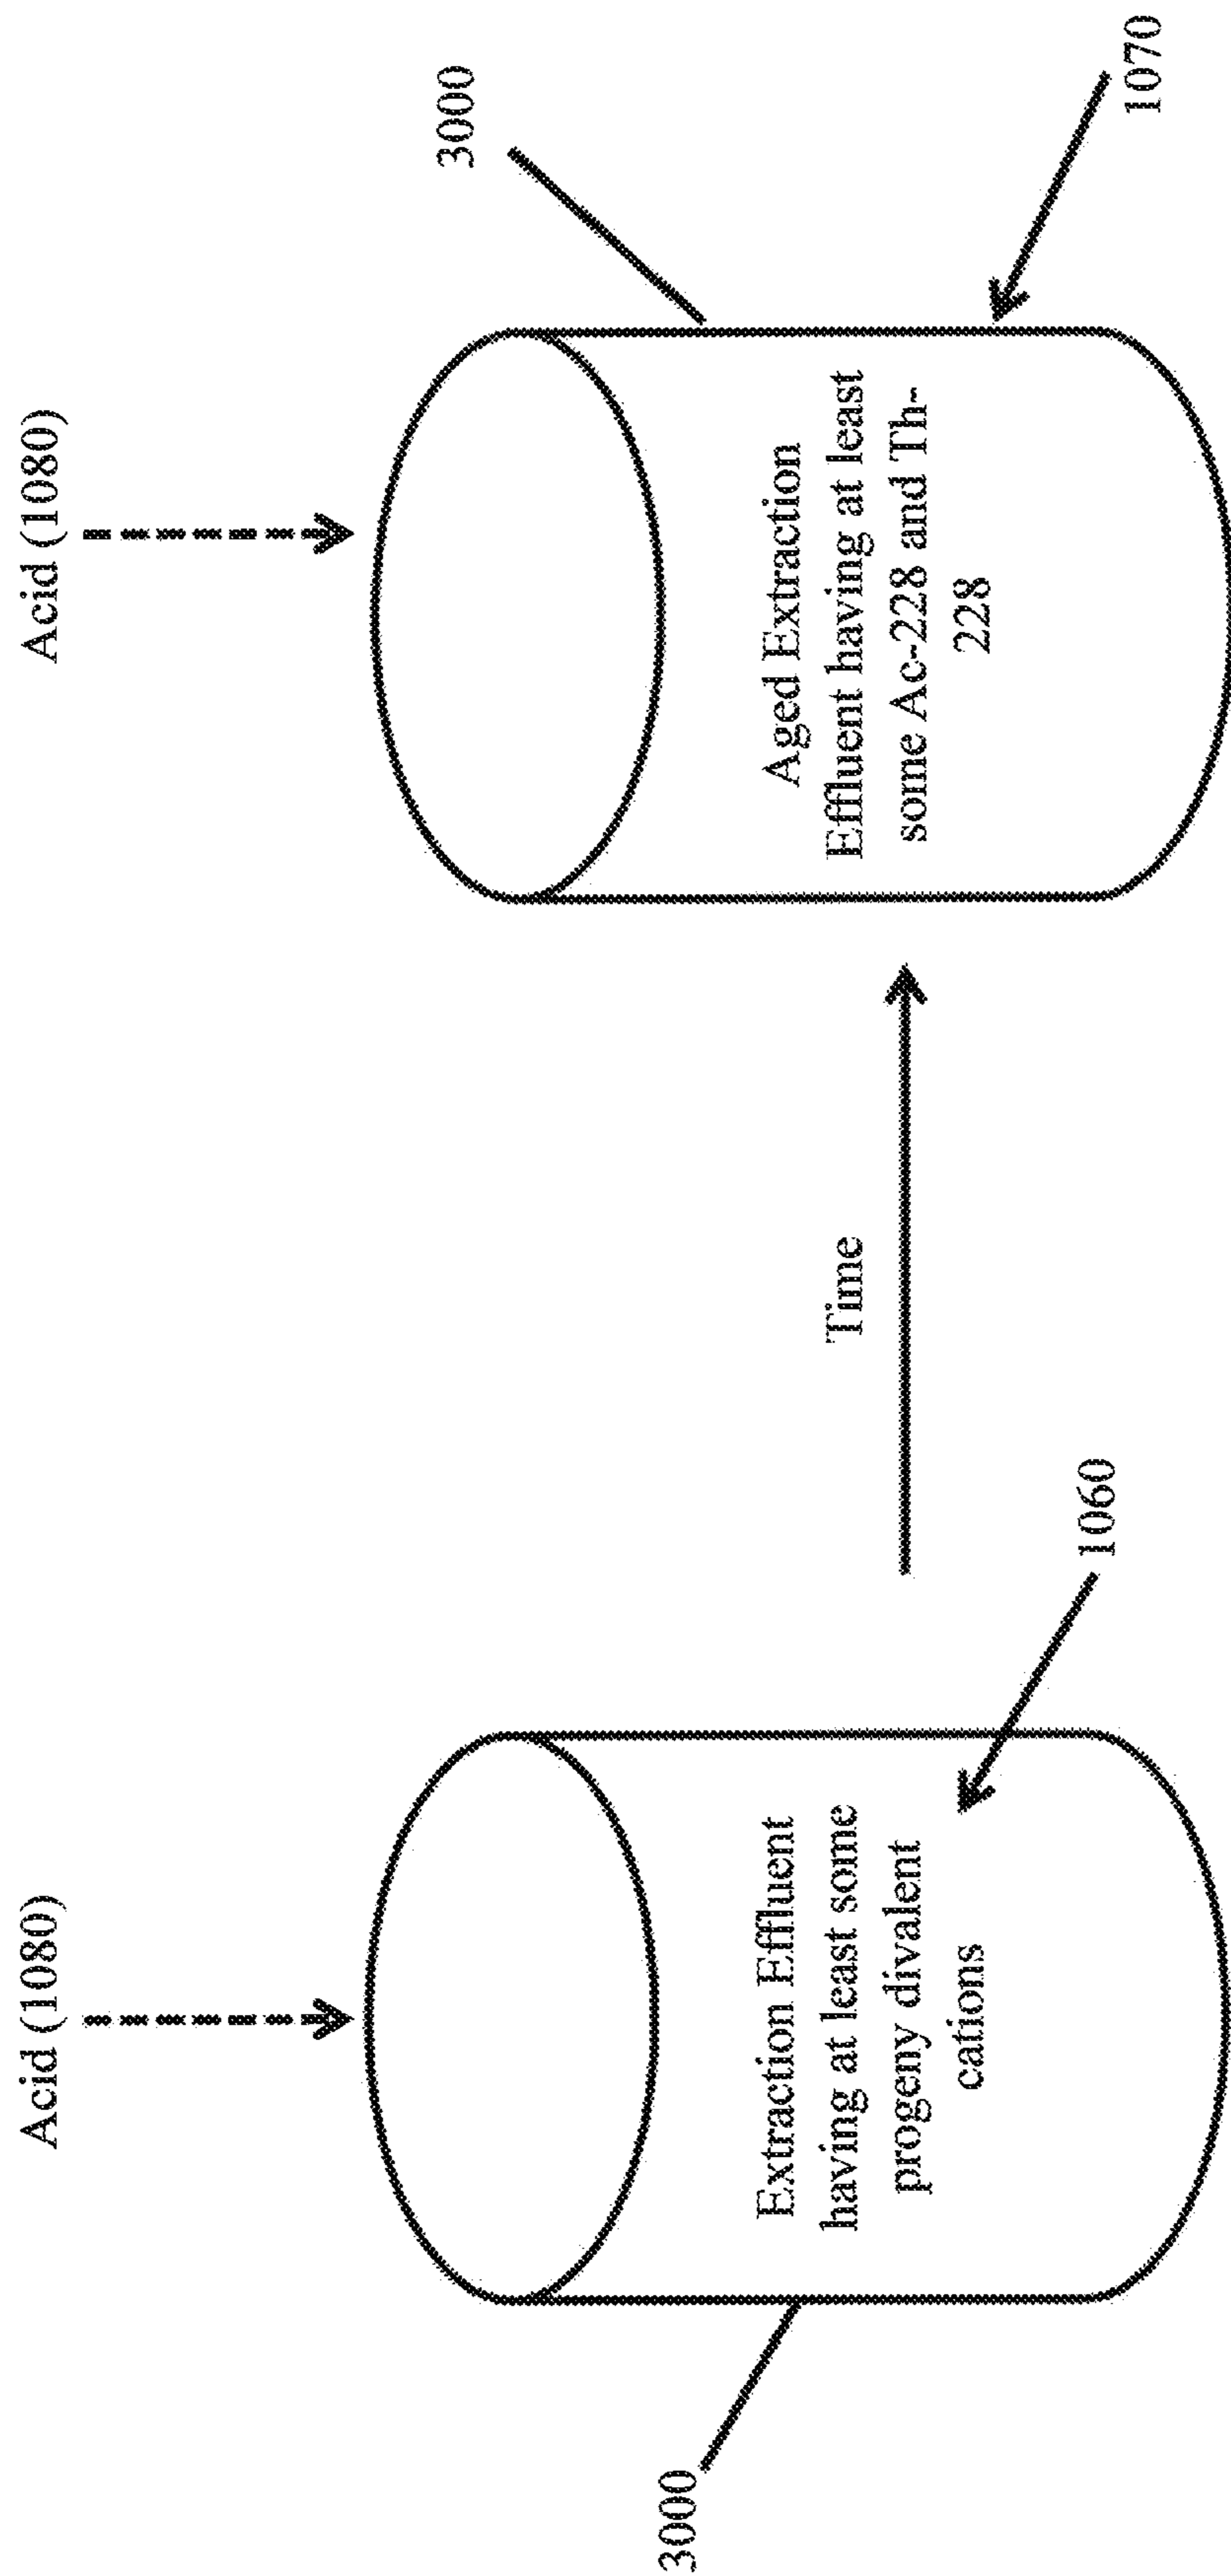 Acid (1080)
3000
Extraction Effluent
having at least some
progeny divalent
cations
1060
Time
Acid (1080)
3000
Aged Extraction
Effluent having at least
some Ac-228 and Th-
228
1070